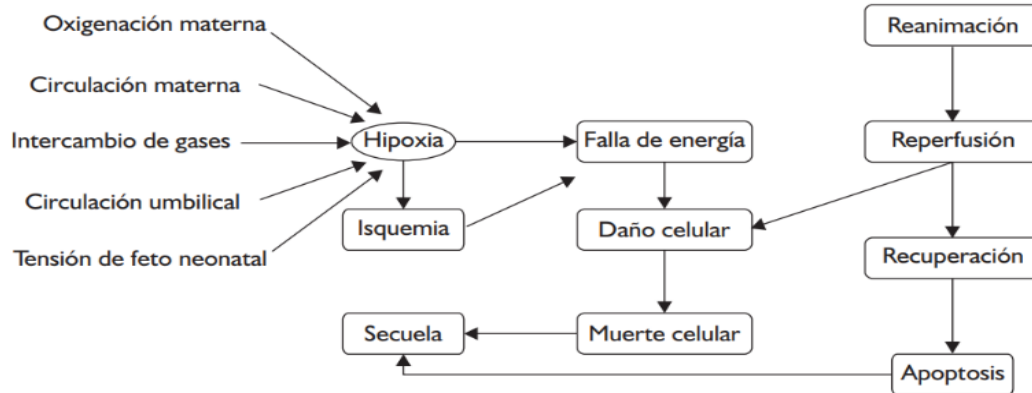 Oxigenación materna
Circulación materna
Intercambio de gases
Circulación umbilical
Tensión de feto neonatal
Hipoxia
Isquemia
Falla de energía
Daño celular
Muerte celular
Secuela
Reanimación
Reperfusión
Recuperación
Apoptosis